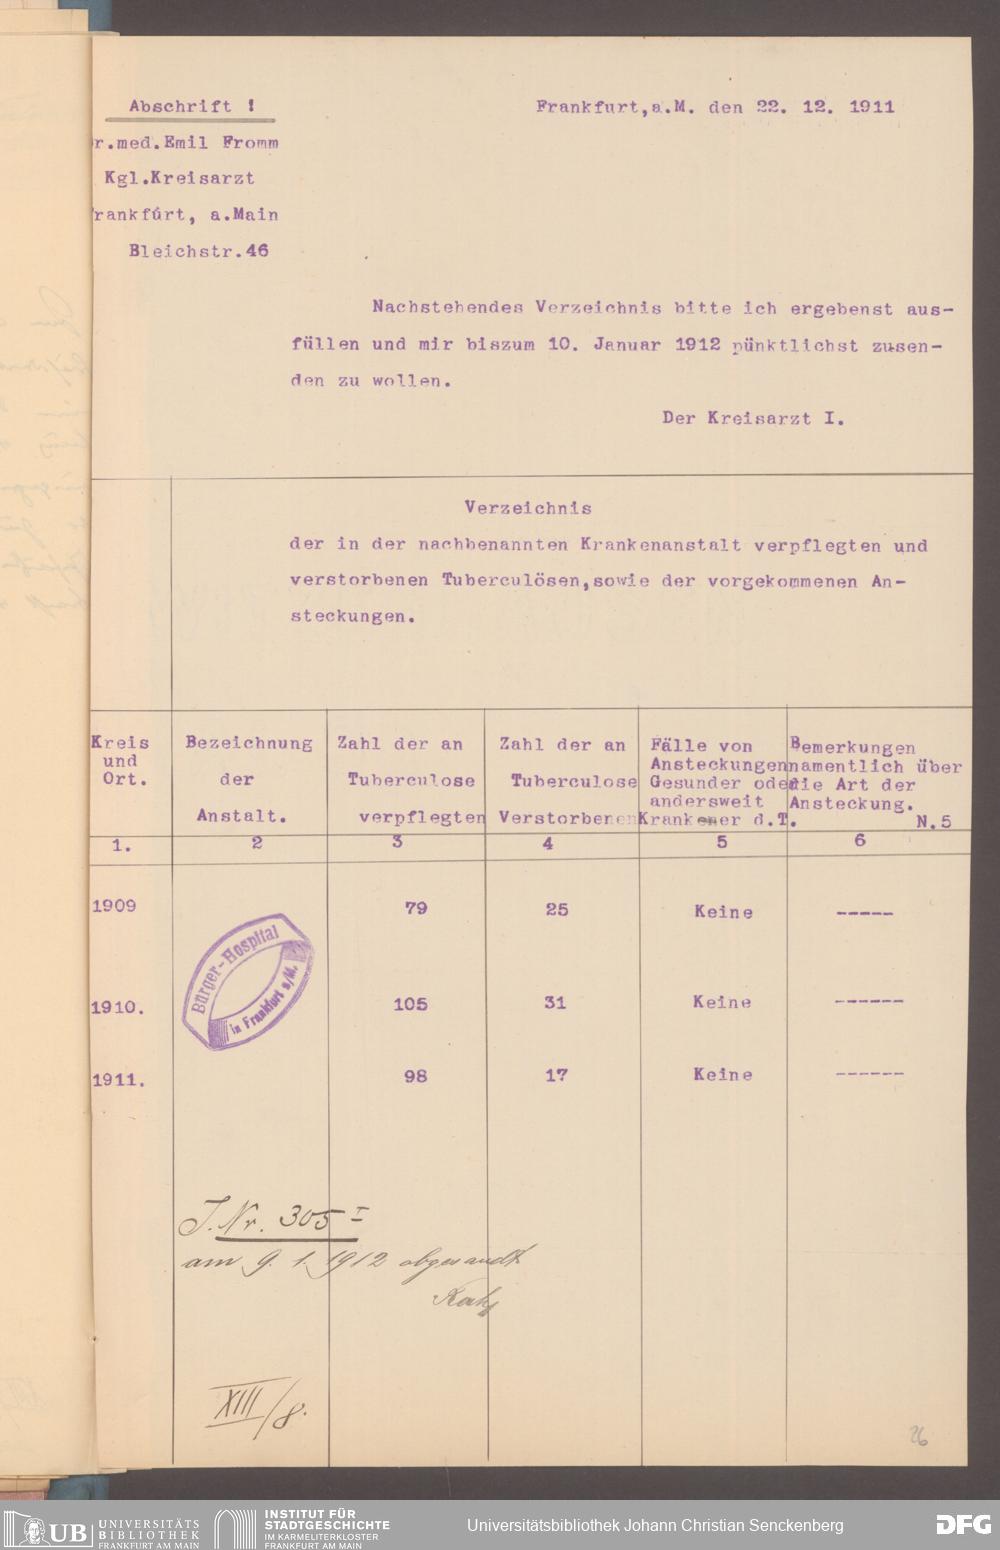 Abschrift !
Frankfurt,a.M. den 22. 12. 1911
r.med.Emil Fromm
Kgl.Kreisarzt
rankfúrt, a.Main
Bleichstr.46
Nachstehendes Verzeichnis bitte ich ergebenst aus-
füllen und mir biszum 10. Januar 1912 pünktlichst zusen-
den zu wollen.
Der Kreisarzt I.
Verzeichnis
der in der nachbenannten Krankenanstalt verpflegten und
verstorbenen Tuberculösen,sowie der vorgekommenen An-
steckungen.
Kreis
und
Ort.
Bezeichnung
der
Anstalt.
Zahl der an
Tuberculose
verpflegten
Zahl der an
Tuberculose
Verstorbenen
Fälle von
Ansteckungen
Gesunder oder
andersweit
Krankener d.T.
Bemerkungen
namentlich über
die Art der
Ansteckung.
N.5
1. 2 3 4 5 6
1909 79 25 Keine -----
Bürger-Hospital
in Frankfurt a/M.
1910. 105 31 Keine ------
1911. 98 17 Keine ------
J. Nr. 305 I
am 9. 1. 1912 abgesandt
XIII/8.
26
UB UNIVERSITÄTS
BIBLIOTHEK
FRANKFURT AM MAIN
INSTITUT FÜR
STADTGESCHICHTE
IM KARMELITERKLOSTER
FRANKFURT AM MAIN
Universitätsbibliothek Johann Christian Senckenberg
DFG